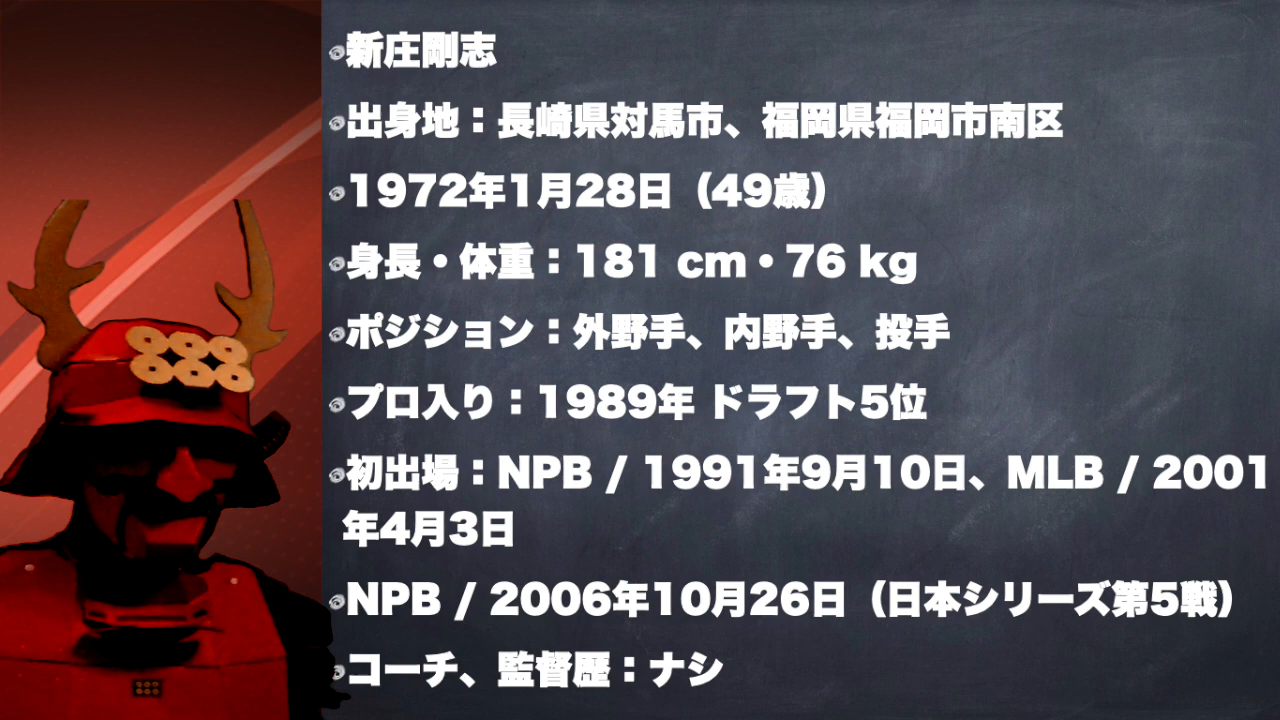 新庄剛志
出身地：長崎県対馬市、福岡県福岡市南区
1972年1月28日（49歳）
身長・体重：181 cm・76 kg
ポジション：外野手、内野手、投手
プロ入り：1989年 ドラフト5位
初出場：NPB / 1991年9月10日、MLB / 2001
年4月3日
NPB / 2006年10月26日（日本シリーズ第5戦）
コーチ、監督歴：ナシ